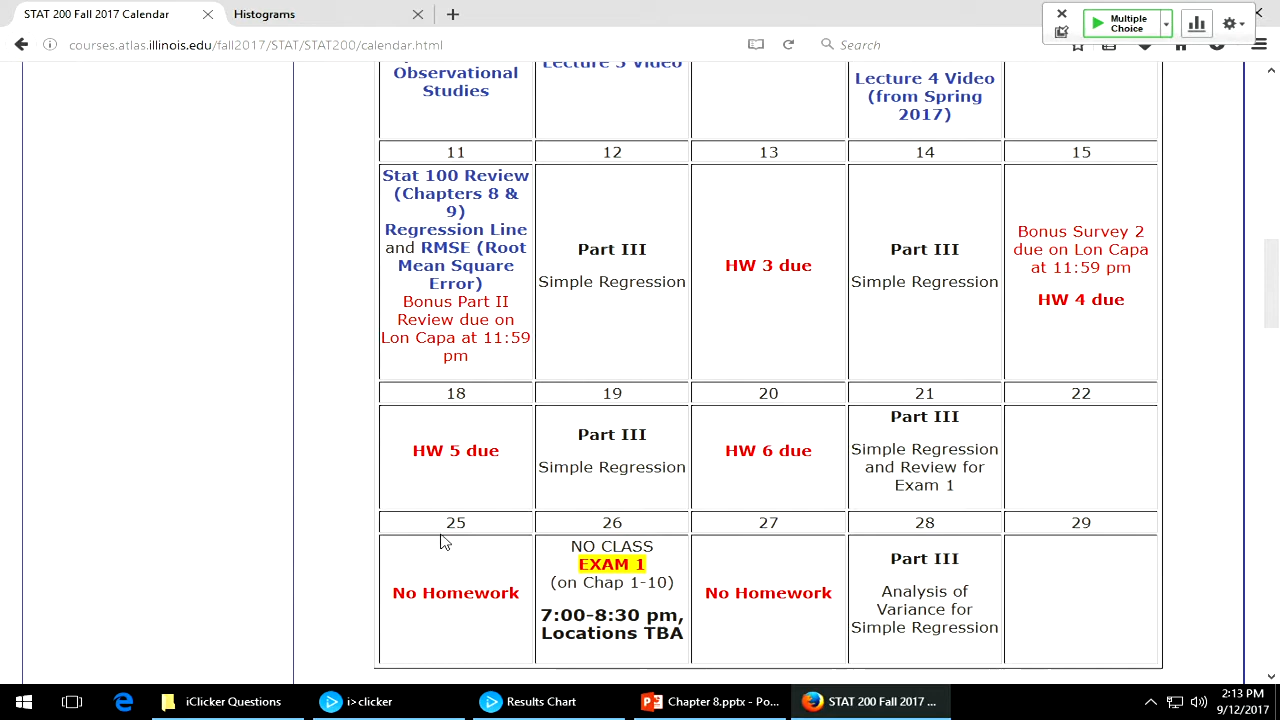 STAT 200 Fall 2017 Calendar
Histograms
Multiple
Choice
courses.atlas.illinois.edu/fall2017/STAT/STAT200/calendar.html
Search
Observational
Studies
Lecture 4 Video
(from Spring
2017)
11
12
13
14
15
Stat 100 Review
(Chapters 8 &
9)
Regression Line
and RMSE (Root
Mean Square
Error)
Bonus Part II
Review due on
Lon Capa at 11:59
pm
Part III
Simple Regression
HW 3 due
Part III
Simple Regression
Bonus Survey 2
due on Lon Capa
at 11:59 pm
HW 4 due
18
19
20
21
22
HW 5 due
Part III
Simple Regression
HW 6 due
Part III
Simple Regression
and Review for
Exam 1
25
26
27
28
29
No Homework
NO CLASS
EXAM 1
(on Chap 1-10)
7:00-8:30 pm,
Locations TBA
No Homework
Part III
Analysis of
Variance for
Simple Regression
iClicker Questions
i>clicker
Results Chart
Chapter 8.pptx - Po...
STAT 200 Fall 2017 ...
2:13 PM
9/12/2017